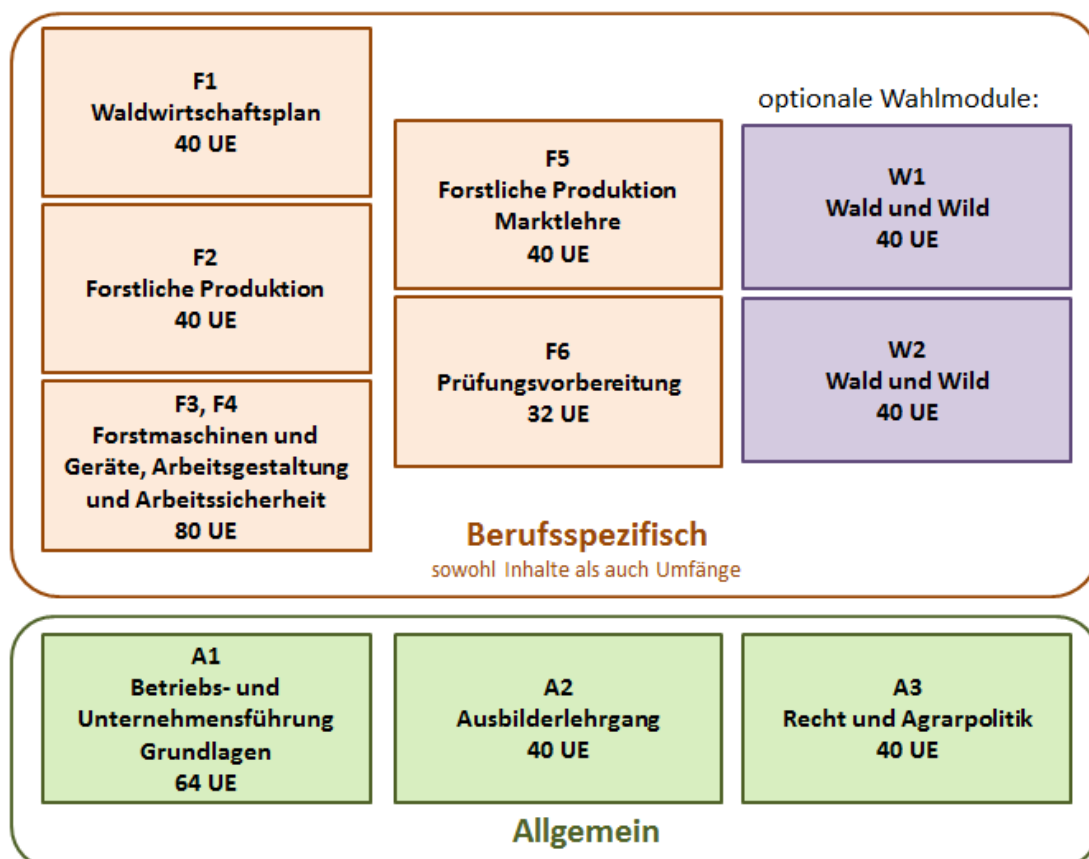 F1
Waldwirtschaftsplan
40 UE
F2
Forstliche Produktion
40 UE
F3, F4
Forstmaschinen und
Geräte, Arbeitsgestaltung
und Arbeitssicherheit
80 UE
F5
Forstliche Produktion
Marktlehre
40 UE
F6
Prüfungsvorbereitung
32 UE
optionale Wahlmodule:
W1
Wald und Wild
40 UE
W2
Wald und Wild
40 UE
Berufsspezifisch
sowohl Inhalte als auch Umfänge
A1
Betriebs- und
Unternehmensführung
Grundlagen
64 UE
A2
Ausbilderlehrgang
40 UE
A3
Recht und Agrarpolitik
40 UE
Allgemein